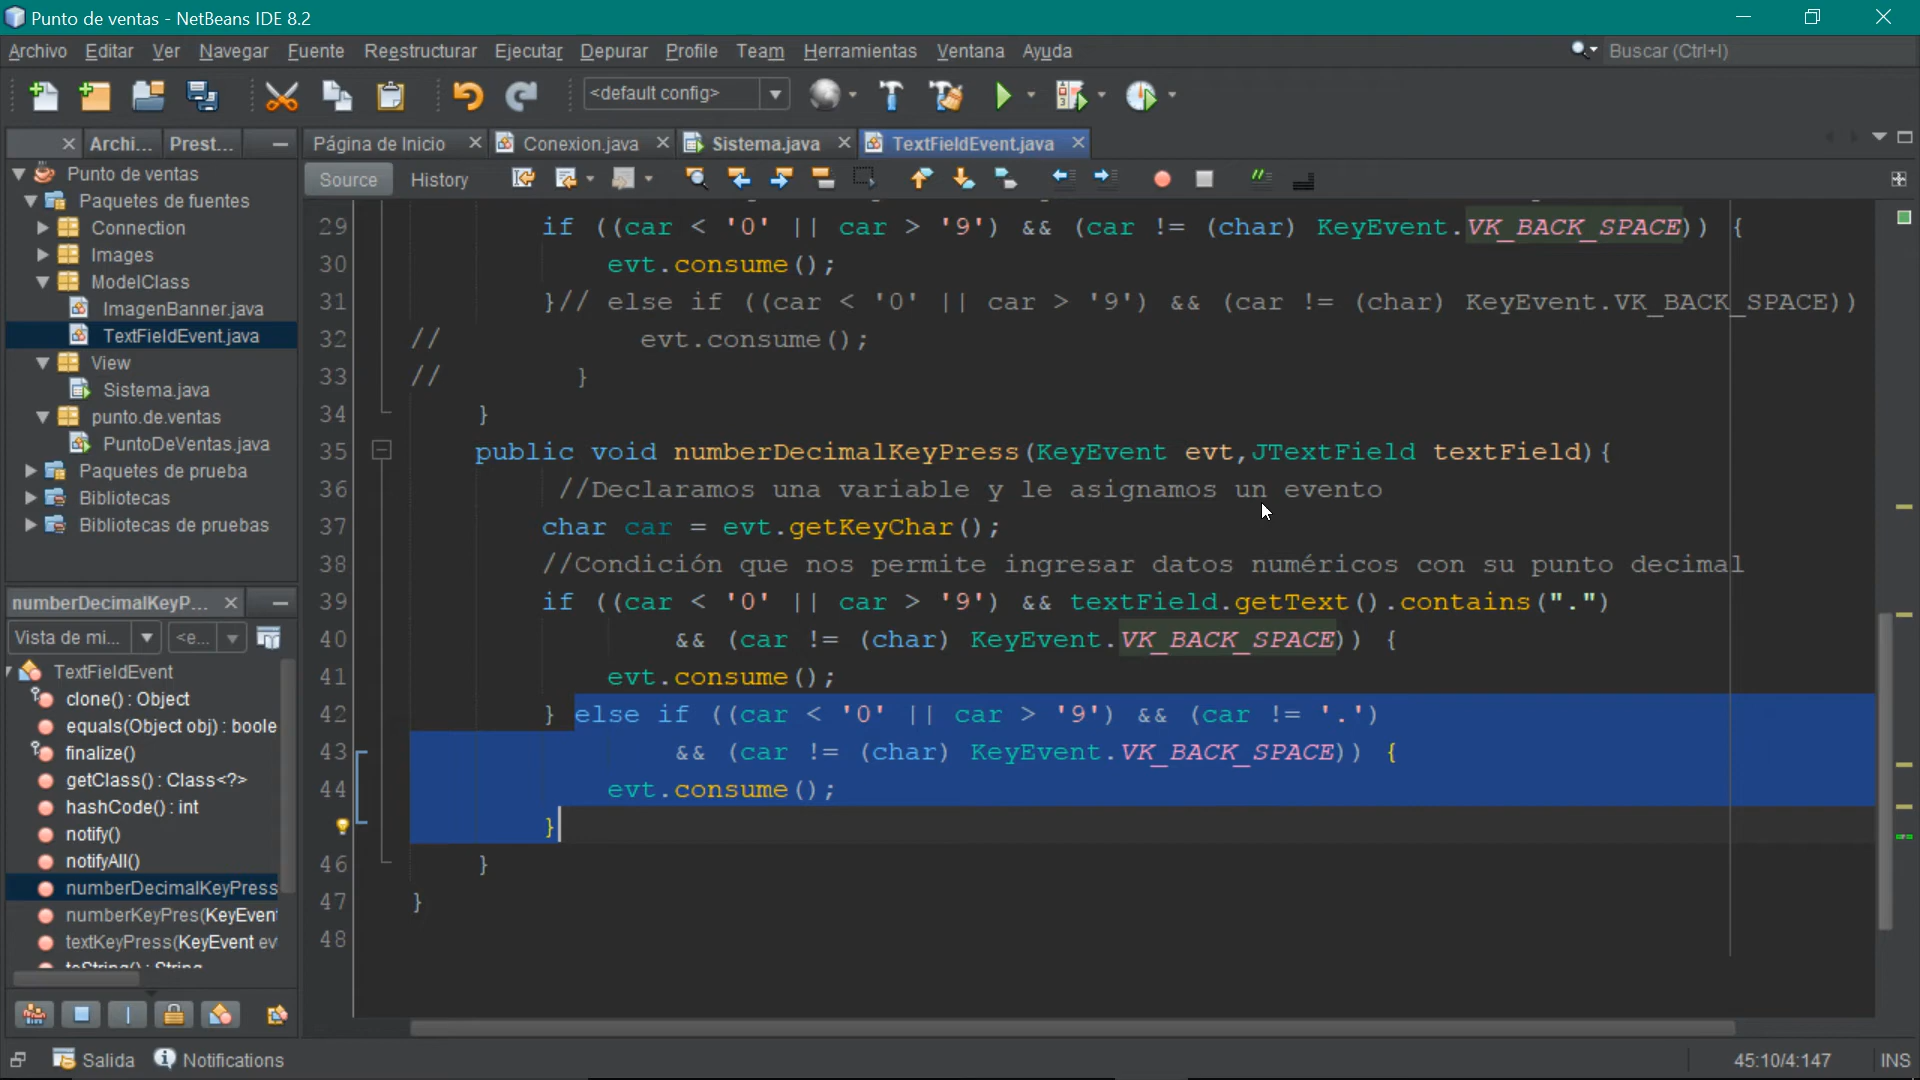 Punto de ventas - NetBeans IDE 8.2
Archivo Editar Ver Navegar Fuente Reestructurar Ejecutar Depurar Profile Team Herramientas Ventana Ayuda Buscar (Ctrl+I)
<default config>
Archi... Prest... Página de Inicio Conexion.java Sistema.java TextFieldEvent.java
Source History
Punto de ventas
Paquetes de fuentes
Connection
Images
ModelClass
ImagenBanner.java
TextFieldEvent.java
View
Sistema.java
punto.de.ventas
PuntoDeVentas.java
Paquetes de prueba
Bibliotecas
Bibliotecas de pruebas
numberDecimalKeyP...
Vista de mi... <e...
TextFieldEvent
clone() : Object
equals(Object obj) : boole
finalize()
getClass() : Class<?>
hashCode() : int
notify()
notifyAll()
numberDecimalKeyPress
numberKeyPres(KeyEvent
textKeyPress(KeyEvent ev
toString() : String
29 if ((car < '0' || car > '9') && (car != (char) KeyEvent.VK_BACK_SPACE)) {
30 evt.consume();
31 }// else if ((car < '0' || car > '9') && (car != (char) KeyEvent.VK_BACK_SPACE))
32 // evt.consume();
33 // }
34 }
35 public void numberDecimalKeyPress(KeyEvent evt,JTextField textField){
36 //Declaramos una variable y le asignamos un evento
37 char car = evt.getKeyChar();
38 //Condición que nos permite ingresar datos numéricos con su punto decimal
39 if ((car < '0' || car > '9') && textField.getText().contains(".")
40 && (car != (char) KeyEvent.VK_BACK_SPACE)) {
41 evt.consume();
42 } else if ((car < '0' || car > '9') && (car != '.')
43 && (car != (char) KeyEvent.VK_BACK_SPACE)) {
44 evt.consume();
}
46 }
47 }
48
Salida Notifications 45:10/4:147 INS